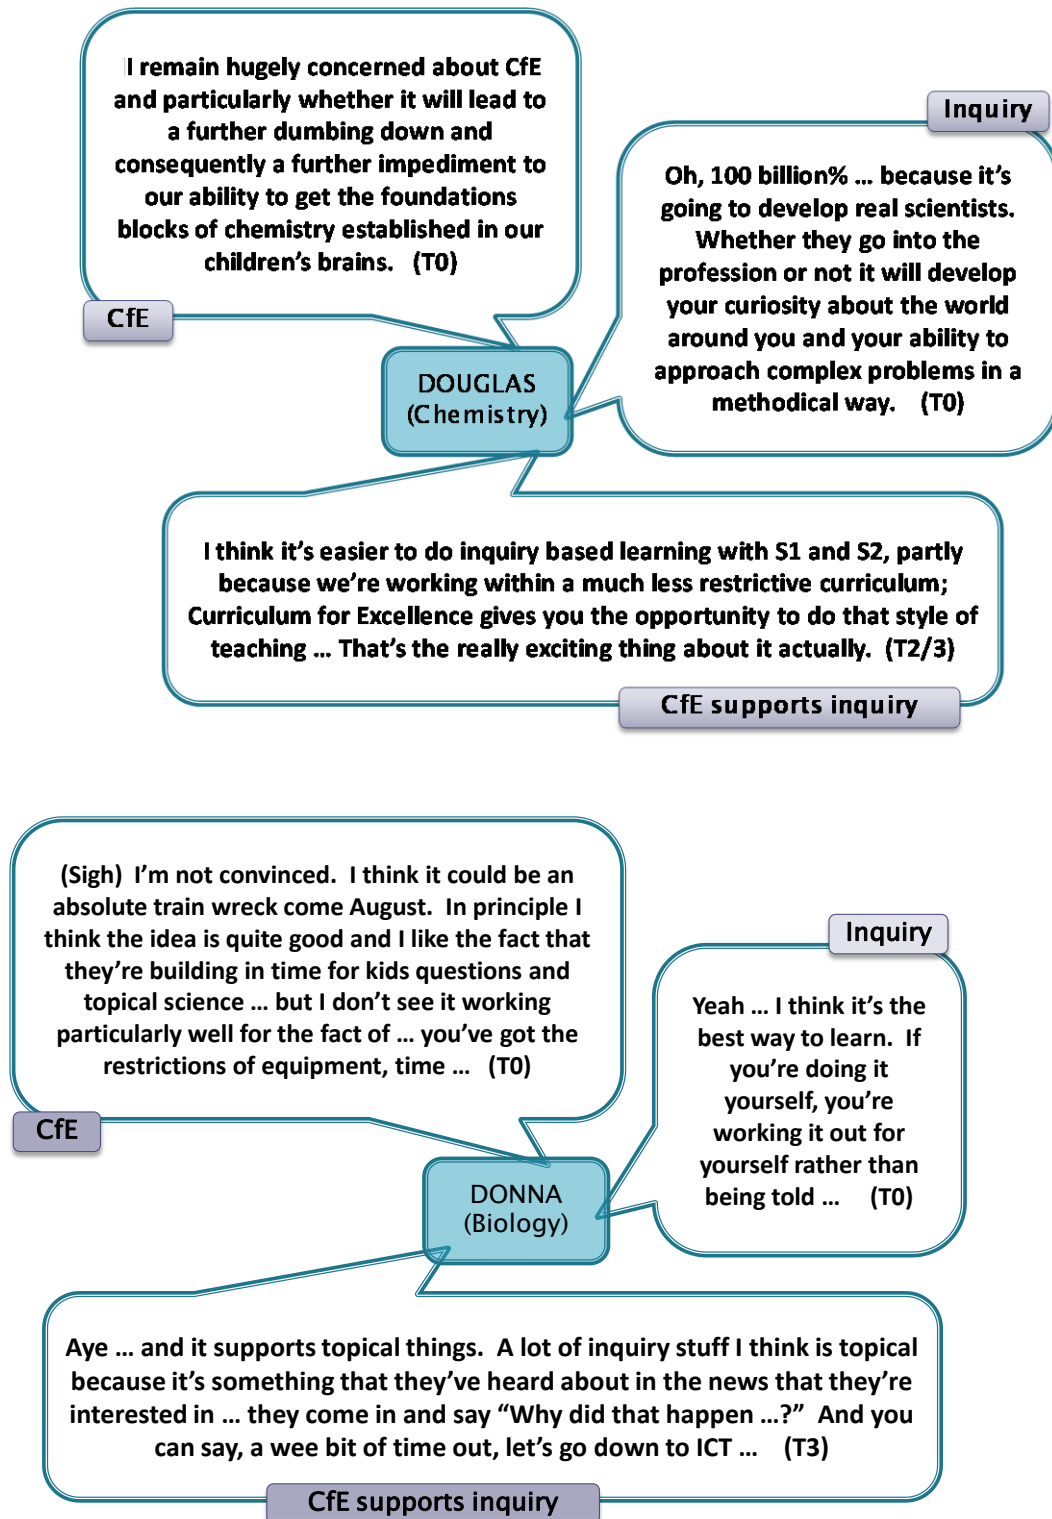 I remain hugely concerned about CfE
and particularly whether it will lead to
a further dumbing down and
consequently a further impediment to
our ability to get the foundations
blocks of chemistry established in our
children's brains. (T0)
CfE
Inquiry
Oh, 100 billion% … because it's
going to develop real scientists.
Whether they go into the
profession or not it will develop
your curiosity about the world
around you and your ability to
approach complex problems in a
methodical way. (T0)
DOUGLAS
(Chemistry)
I think it's easier to do inquiry based learning with S1 and S2, partly
because we're working within a much less restrictive curriculum;
Curriculum for Excellence gives you the opportunity to do that style of
teaching … That's the really exciting thing about it actually. (T2/3)
CfE supports inquiry
(Sigh) I'm not convinced. I think it could be an
absolute train wreck come August. In principle I
think the idea is quite good and I like the fact that
they're building in time for kids questions and
topical science … but I don't see it working
particularly well for the fact of … you've got the
restrictions of equipment, time … (T0)
CfE
Inquiry
Yeah … I think it's the
best way to learn. If
you're doing it
yourself, you're
working it out for
yourself rather than
being told … (T0)
DONNA
(Biology)
Aye … and it supports topical things. A lot of inquiry stuff I think is topical
because it's something that they've heard about in the news that they're
interested in … they come in and say "Why did that happen …?" And you
can say, a wee bit of time out, let's go down to ICT … (T3)
CfE supports inquiry